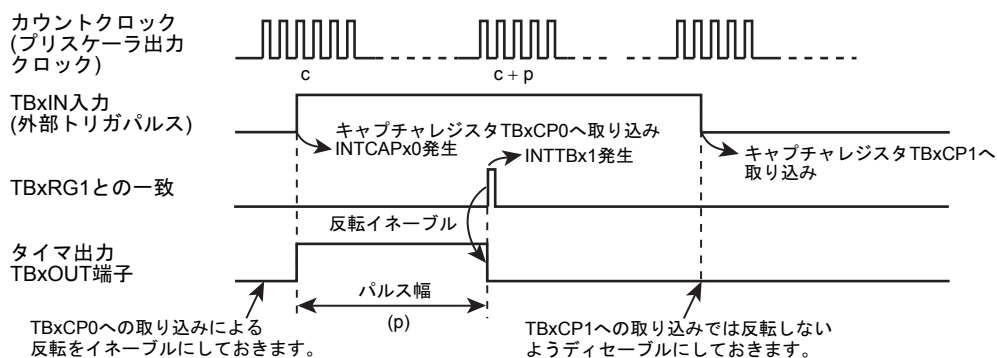 カウントクロック
(プリスケーラ出力
クロック)
c
c + p
TBxIN入力
(外部トリガパルス)
キャプチャレジスタTBxCP0へ取り込み
INTCAPx0発生
INTTBx1発生
キャプチャレジスタTBxCP1へ
取り込み
TBxRG1との一致
反転イネーブル
タイマ出力
TBxOUT端子
パルス幅
(p)
TBxCP0への取り込みによる
反転をイネーブルにしておきます。
TBxCP1への取り込みでは反転しない
ようディセーブルにしておきます。